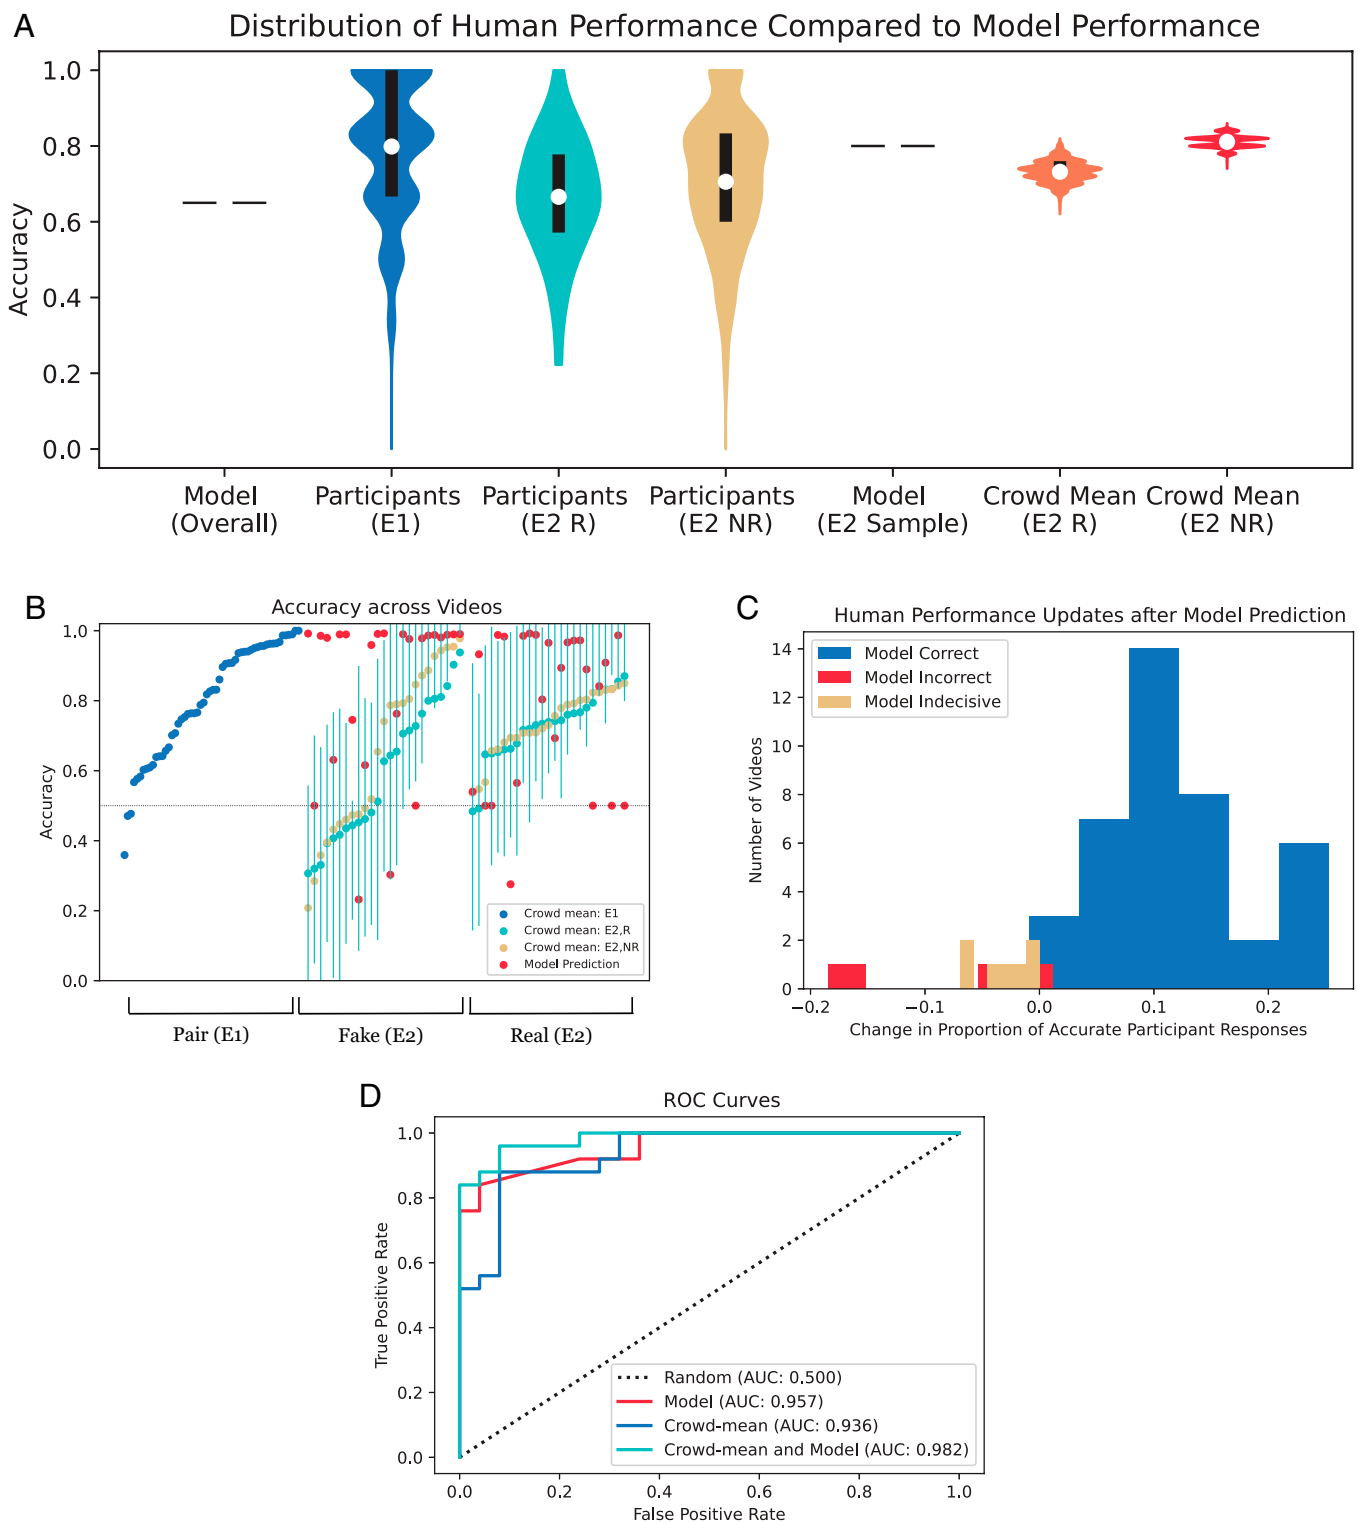 A
Distribution of Human Performance Compared to Model Performance
Accuracy
1.0
0.8
0.6
0.4
0.2
0.0
Model
(Overall)
Participants
(E1)
Participants
(E2 R)
Participants
(E2 NR)
Model
(E2 Sample)
Crowd Mean
(E2 R)
Crowd Mean
(E2 NR)
B
Accuracy across Videos
Accuracy
1.0
0.8
0.6
0.4
0.2
0.0
Crowd mean: E1
Crowd mean: E2,R
Crowd mean: E2,NR
Model Prediction
Pair (E1)
Fake (E2)
Real (E2)
C
Human Performance Updates after Model Prediction
Model Correct
Model Incorrect
Model Indecisive
Number of Videos
14
12
10
8
6
4
2
0
−0.2
−0.1
0.0
0.1
0.2
Change in Proportion of Accurate Participant Responses
D
ROC Curves
True Positive Rate
1.0
0.8
0.6
0.4
0.2
0.0
Random (AUC: 0.500)
Model (AUC: 0.957)
Crowd-mean (AUC: 0.936)
Crowd-mean and Model (AUC: 0.982)
0.0
0.2
0.4
0.6
0.8
1.0
False Positive Rate